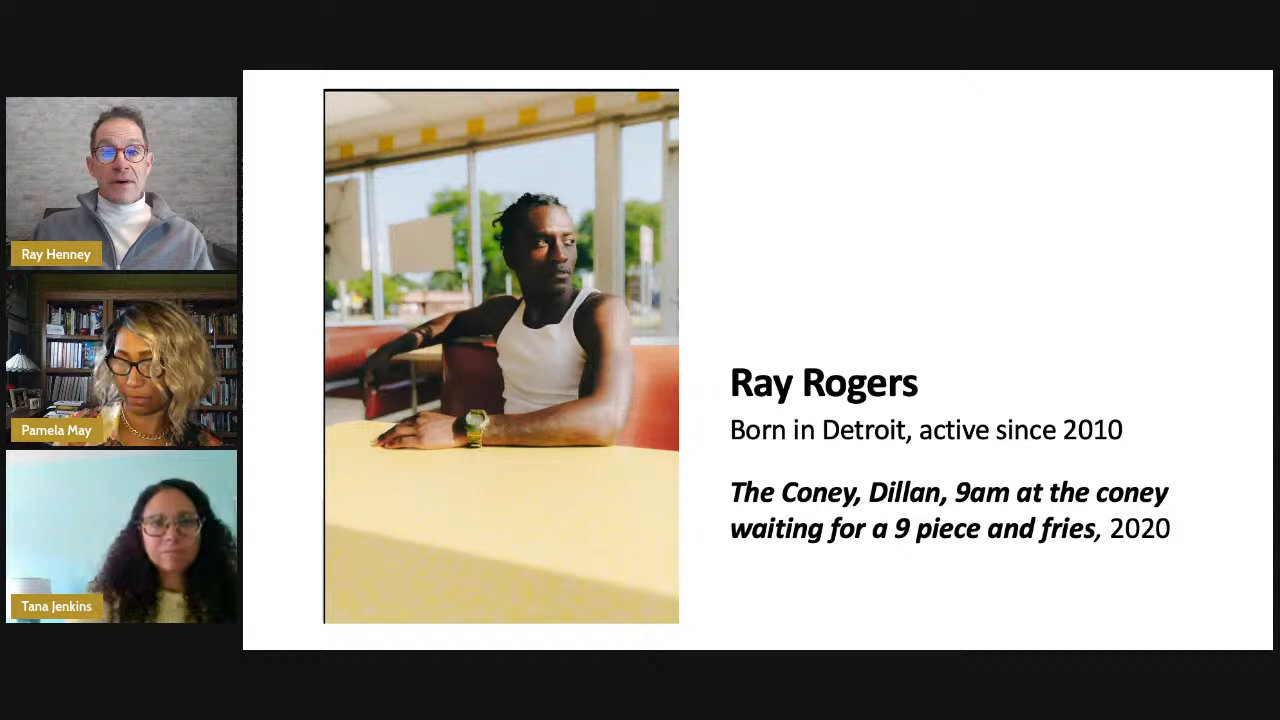 Ray Henney
Pamela May
Tana Jenkins
Ray Rogers
Born in Detroit, active since 2010
The Coney, Dillan, 9am at the coney
waiting for a 9 piece and fries, 2020